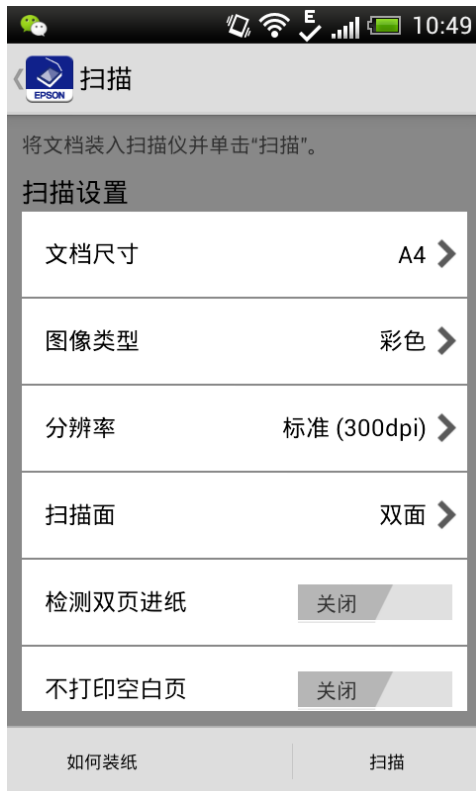 E
10:49
EPSON
扫描
将文档装入扫描仪并单击“扫描”。
扫描设置
文档尺寸 A4
图像类型 彩色
分辨率 标准 (300dpi)
扫描面 双面
检测双页进纸 关闭
不打印空白页 关闭
如何装纸 扫描